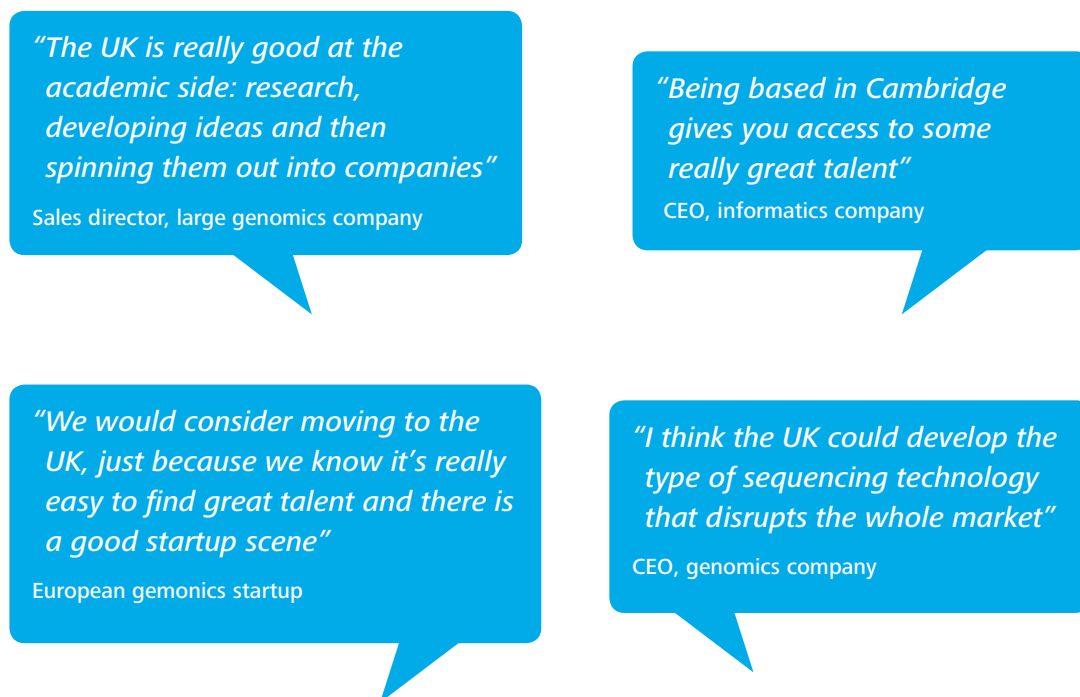 “The UK is really good at the
academic side: research,
developing ideas and then
spinning them out into companies”
Sales director, large genomics company
“Being based in Cambridge
gives you access to some
really great talent”
CEO, informatics company
“We would consider moving to the
UK, just because we know it’s really
easy to find great talent and there is
a good startup scene”
European gemonics startup
“I think the UK could develop the
type of sequencing technology
that disrupts the whole market”
CEO, genomics company